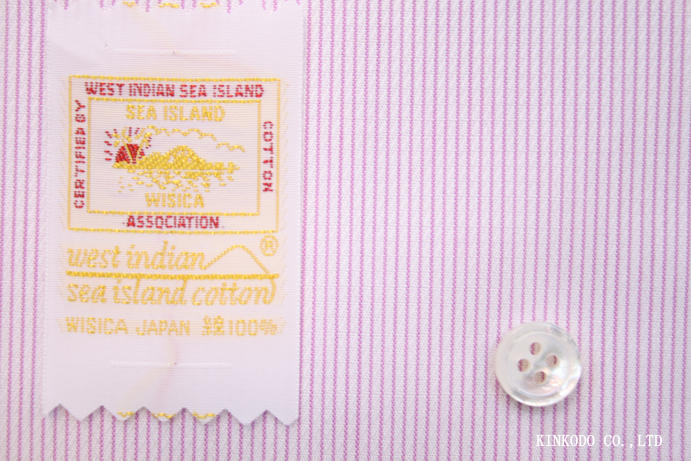 WEST INDIAN SEA ISLAND
CERTIFIED BY
SEA ISLAND
COTTON
WISICA
ASSOCIATION
west indian ®
sea island cotton
WISICA JAPAN 綿100%
KINKODO CO.,LTD